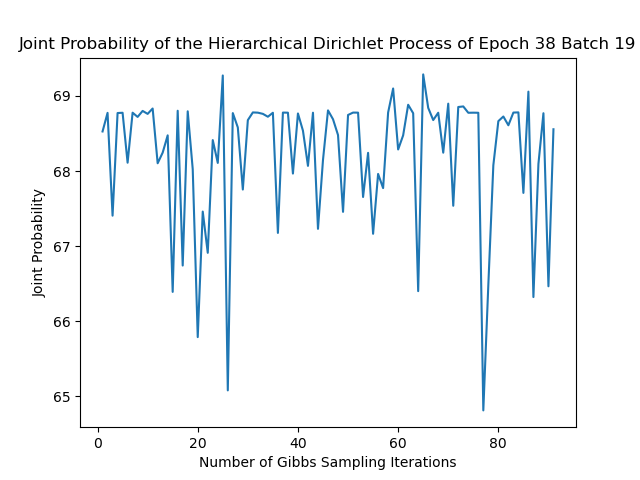 Joint Probability of the Hierarchical Dirichlet Process of Epoch 38 Batch 19
69
68
67
66
65
Joint Probability
0 20 40 60 80
Number of Gibbs Sampling Iterations